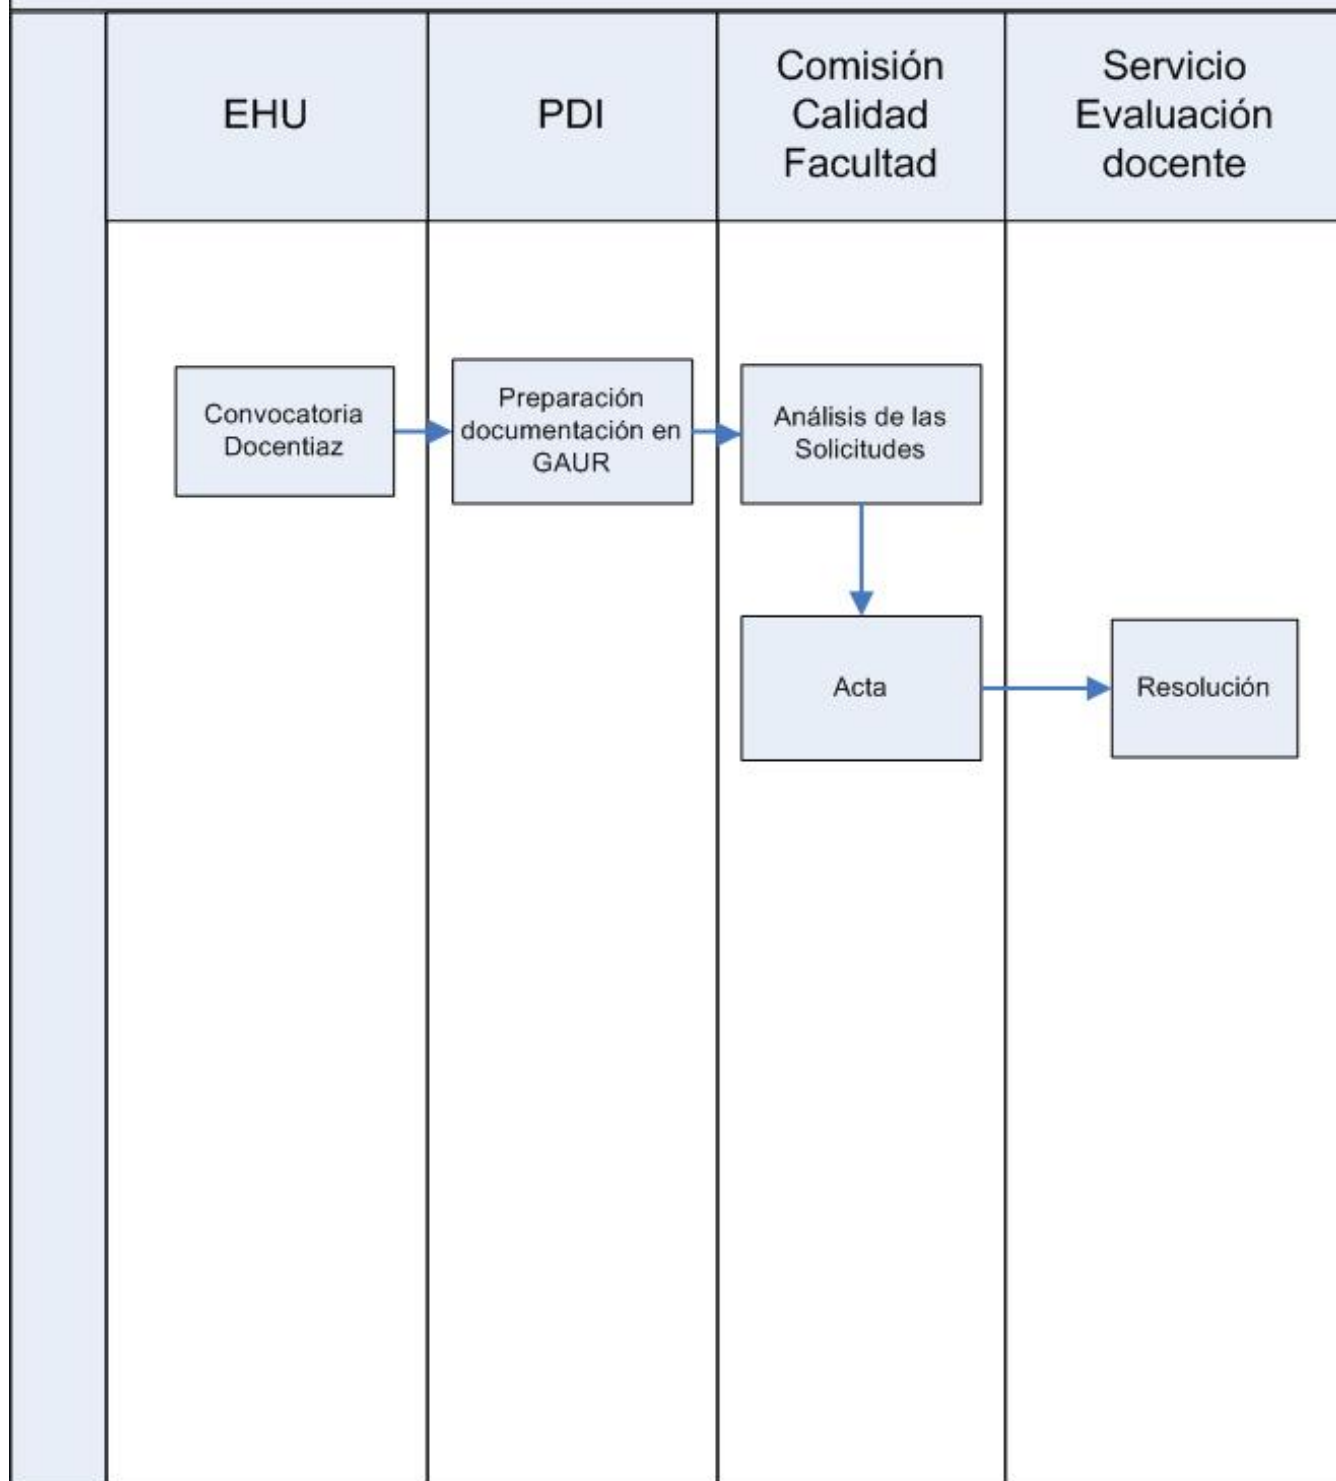 EHU
PDI
Comisión
Calidad
Facultad
Servicio
Evaluación
docente
Convocatoria
Docentiaz
Preparación
documentación en
GAUR
Análisis de las
Solicitudes
Acta
Resolución